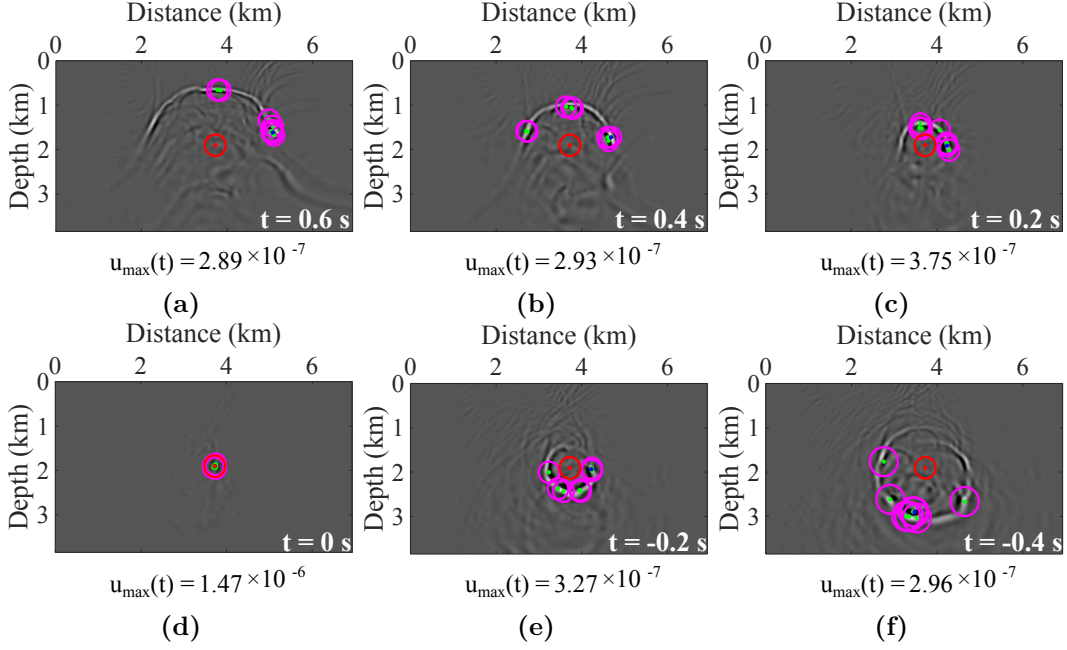 Distance (km)
0 2 4 6
Depth (km)
0
1
2
3
t = 0.6 s
u_max(t) = 2.89 ×10 -7
(a)
Distance (km)
0 2 4 6
Depth (km)
0
1
2
3
t = 0.4 s
u_max(t) = 2.93 ×10 -7
(b)
Distance (km)
0 2 4 6
Depth (km)
0
1
2
3
t = 0.2 s
u_max(t) = 3.75 ×10 -7
(c)
Distance (km)
0 2 4 6
Depth (km)
0
1
2
3
t = 0 s
u_max(t) = 1.47 ×10 -6
(d)
Distance (km)
0 2 4 6
Depth (km)
0
1
2
3
t = -0.2 s
u_max(t) = 3.27 ×10 -7
(e)
Distance (km)
0 2 4 6
Depth (km)
0
1
2
3
t = -0.4 s
u_max(t) = 2.96 ×10 -7
(f)